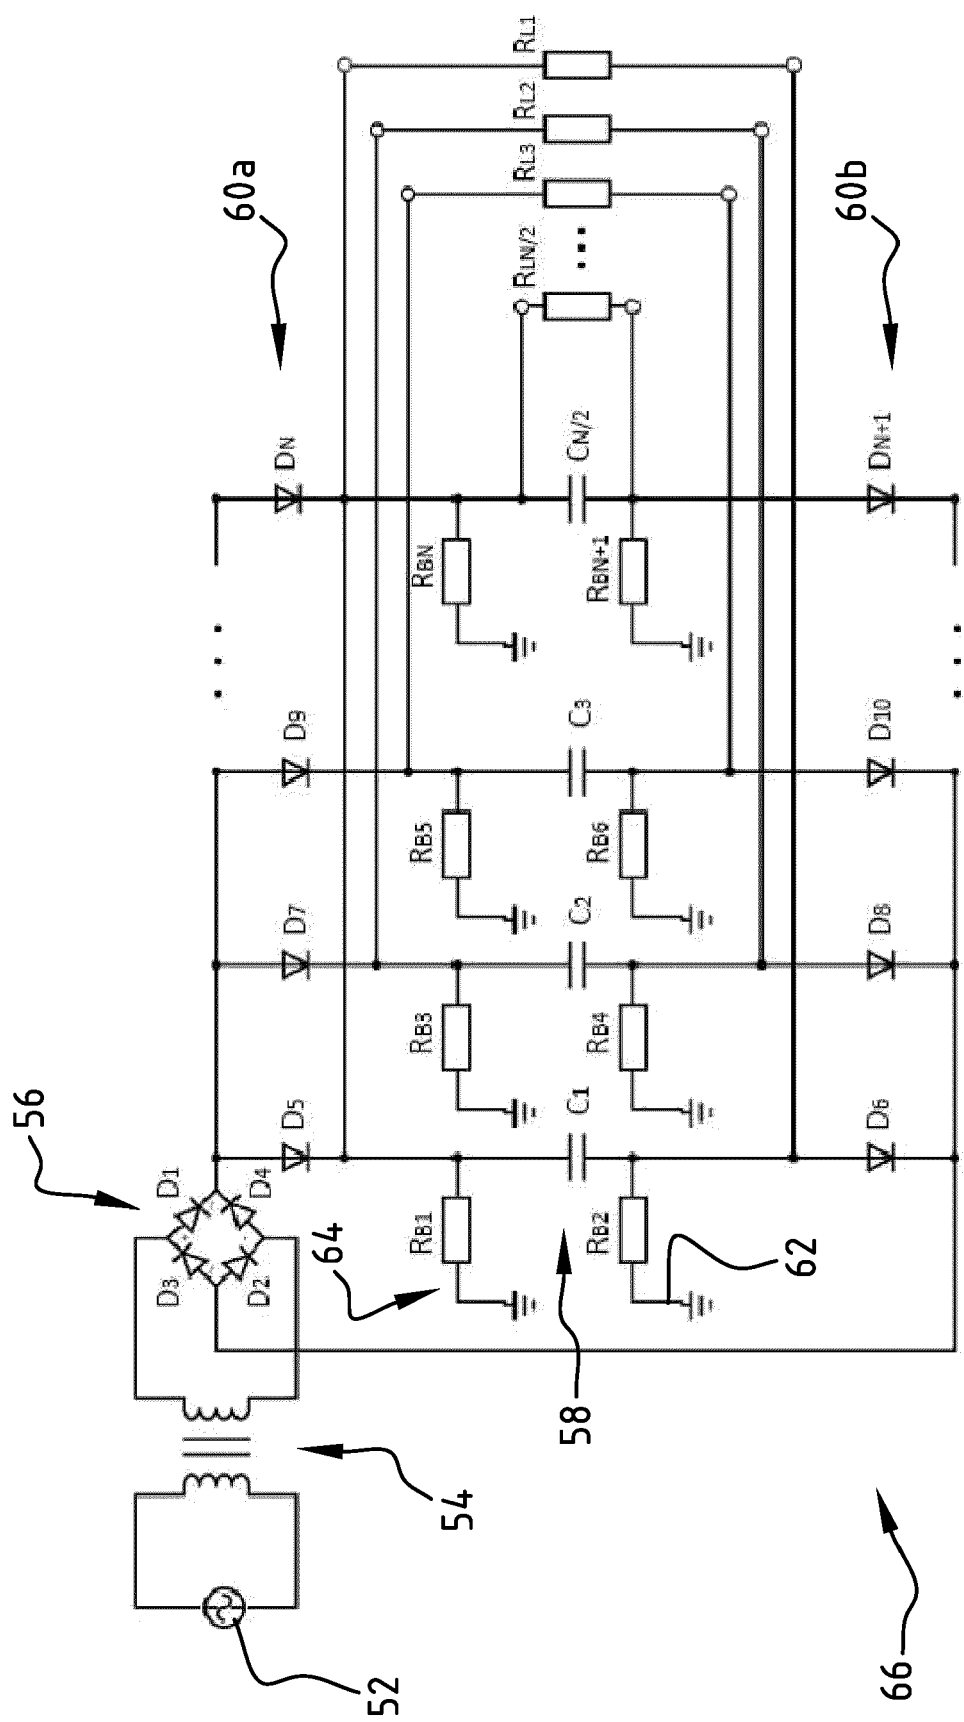 52
54
56
D3
D1
D2
D4
64
RB1
RB2
62
58
D5
C1
D6
RB3
RB4
D7
C2
D8
RB5
RB6
D9
C3
D10
...
...
RBN
RBN+1
DN
CN/2
DN+1
60a
60b
RLN/2
...
RL3
RL2
RL1
66